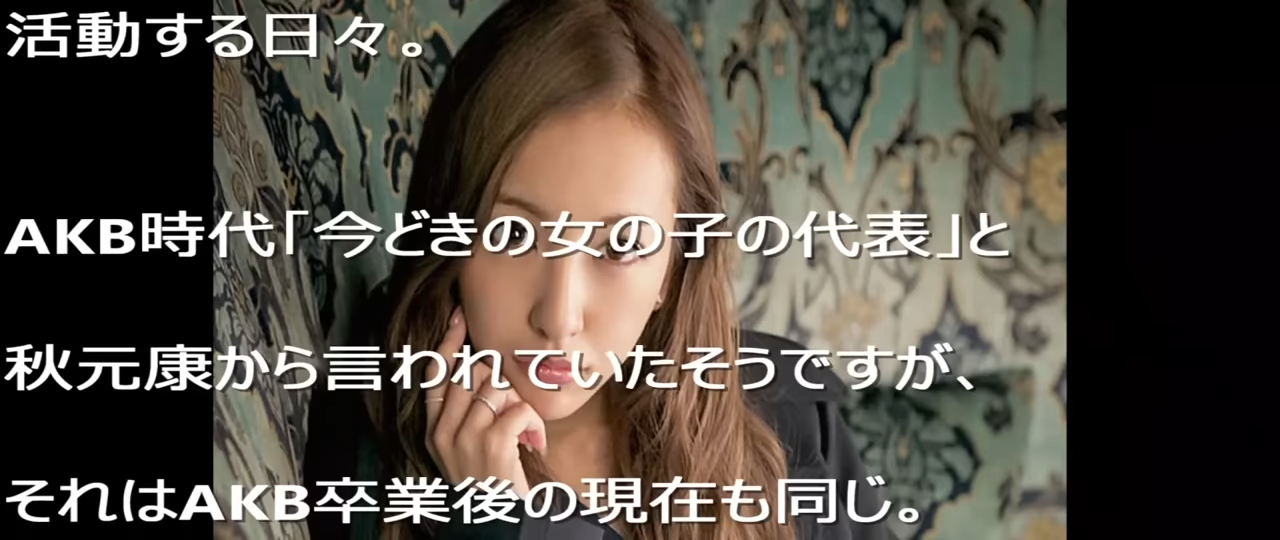 活動する日々。
AKB時代「今どきの女の子の代表」と
秋元康から言われていたそうですが、
それはAKB卒業後の現在も同じ。